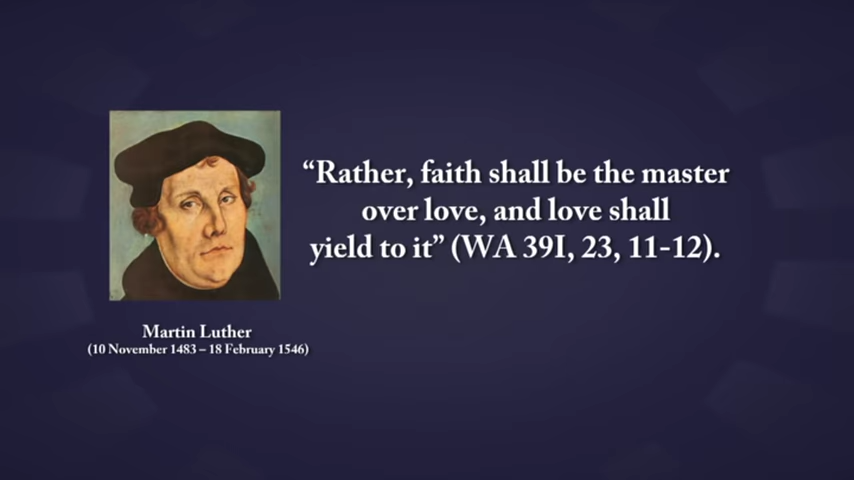 “Rather, faith shall be the master
over love, and love shall
yield to it” (WA 39I, 23, 11-12).
Martin Luther
(10 November 1483 – 18 February 1546)